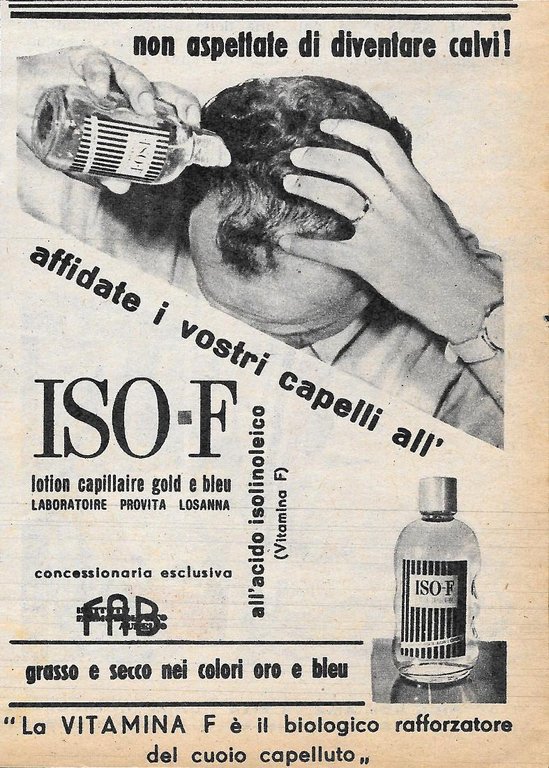 non aspettate di diventare calvi!
ISO-F
affidate i vostri capelli all'
ISO-F
lotion capillaire gold e bleu
LABORATOIRE PROVITA LOSANNA
all'acido isolinoleico
(Vitamina F)
concessionaria esclusiva
FAB
ISO-F
grasso e secco nei colori oro e bleu
"La VITAMINA F è il biologico rafforzatore
del cuoio capelluto„